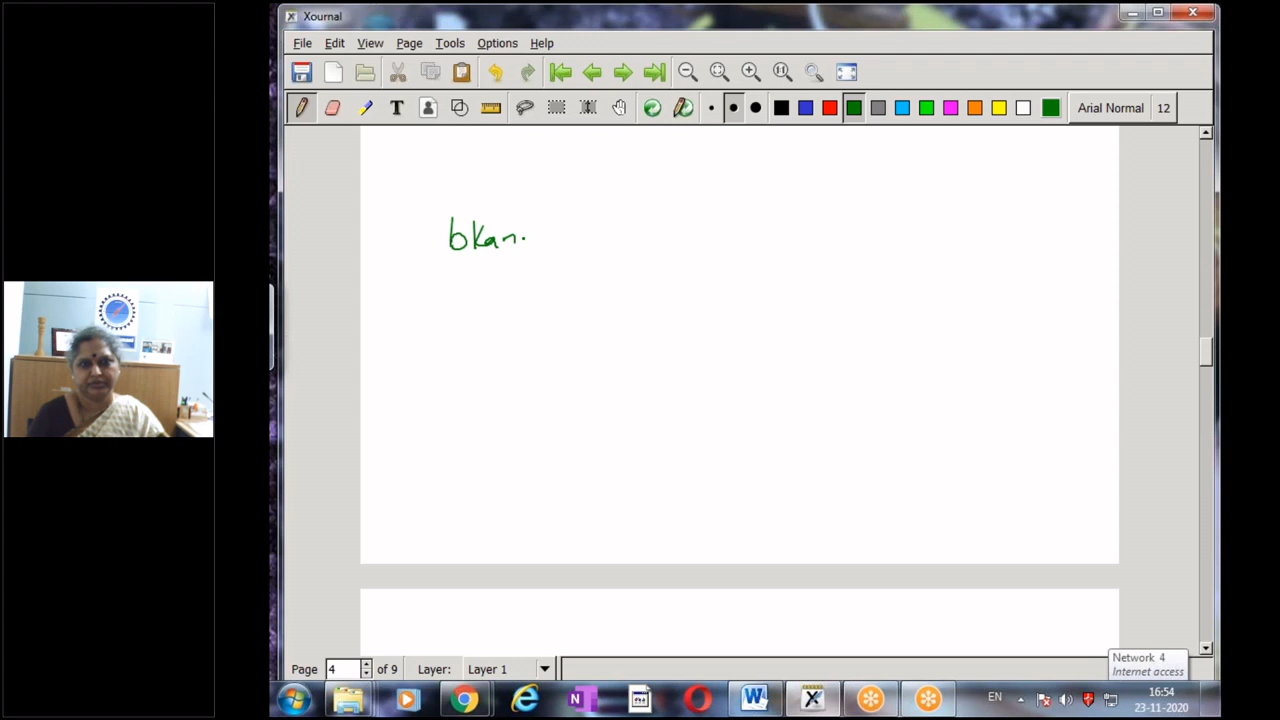 Xournal
File Edit View Page Tools Options Help
Arial Normal 12
bkan.
Page 4 of 9 Layer: Layer 1
Network 4
Internet access
EN 16:54
23-11-2020